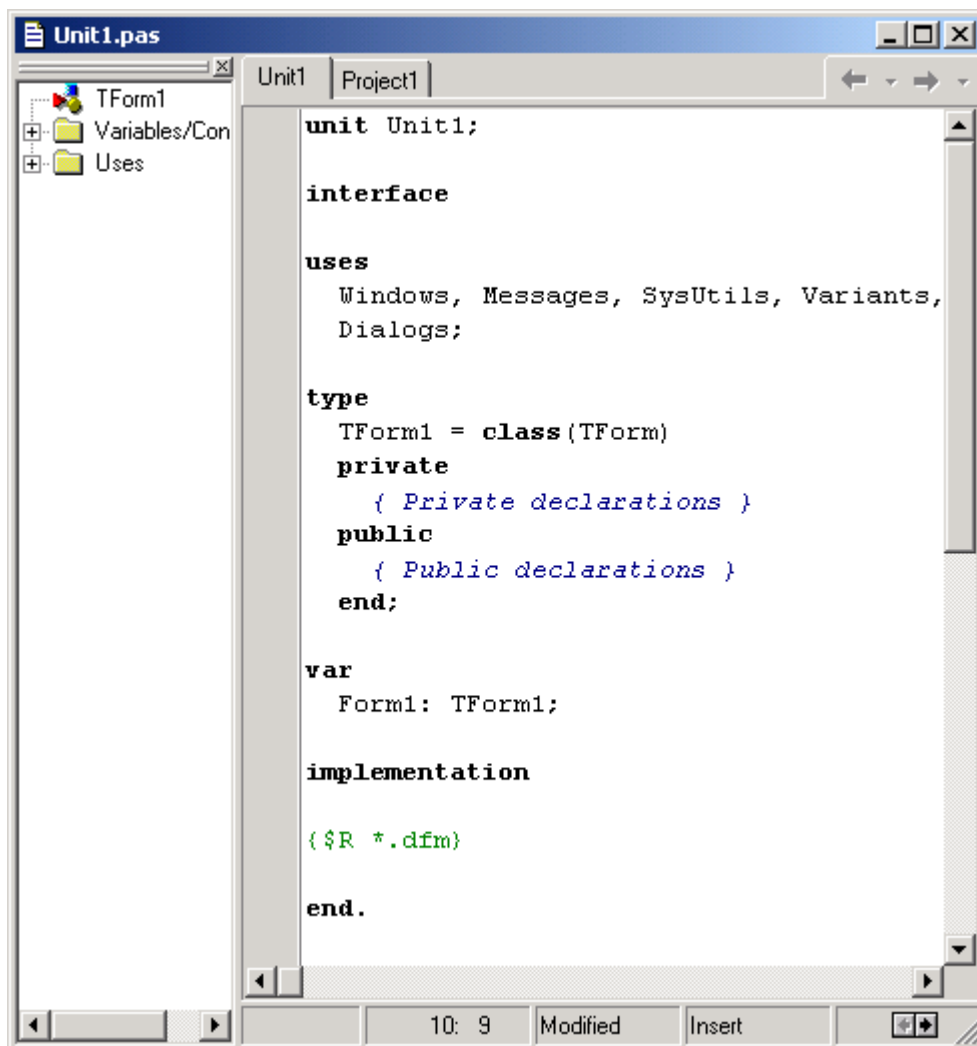 Unit1.pas
TForm1
Variables/Con
Uses
Unit1 Project1
unit Unit1;
interface
uses
Windows, Messages, SysUtils, Variants,
Dialogs;
type
TForm1 = class(TForm)
private
{ Private declarations }
public
{ Public declarations }
end;
var
Form1: TForm1;
implementation
{$R *.dfm}
end.
10: 9 Modified Insert